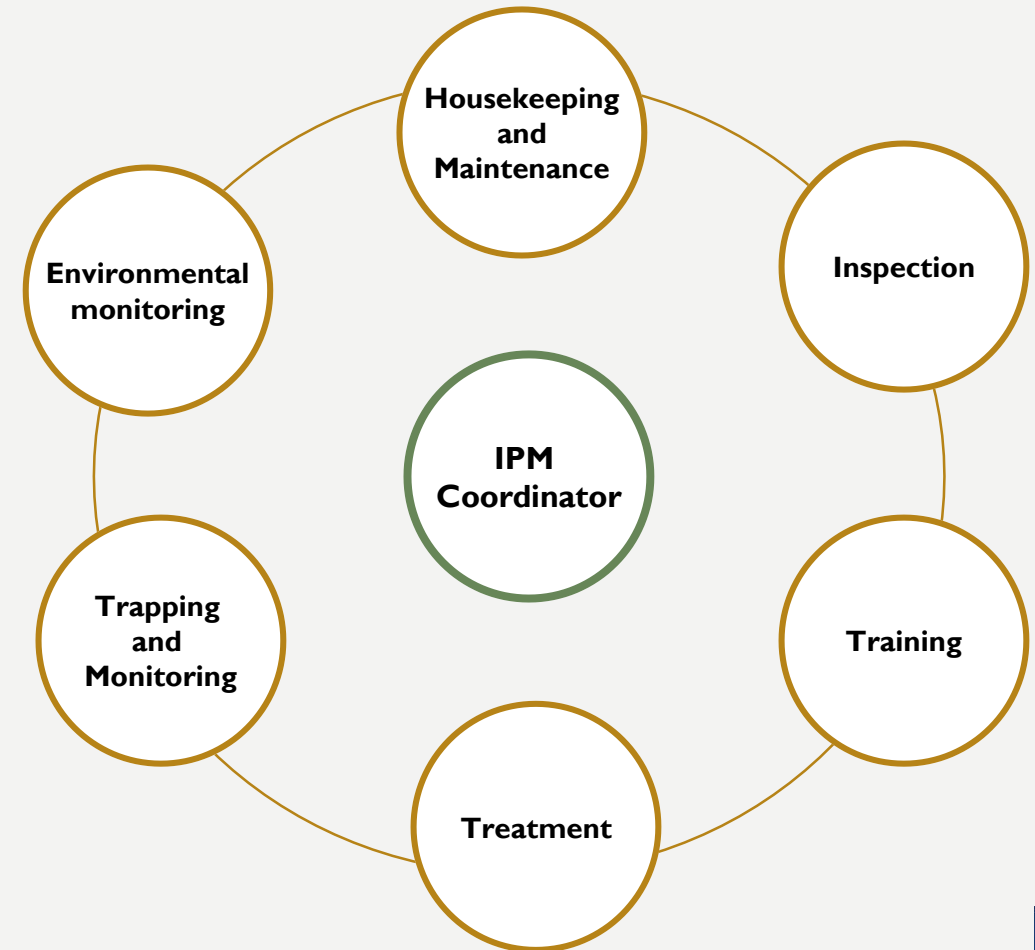 Housekeeping
and
Maintenance
Inspection
Environmental
monitoring
IPM
Coordinator
Trapping
and
Monitoring
Training
Treatment